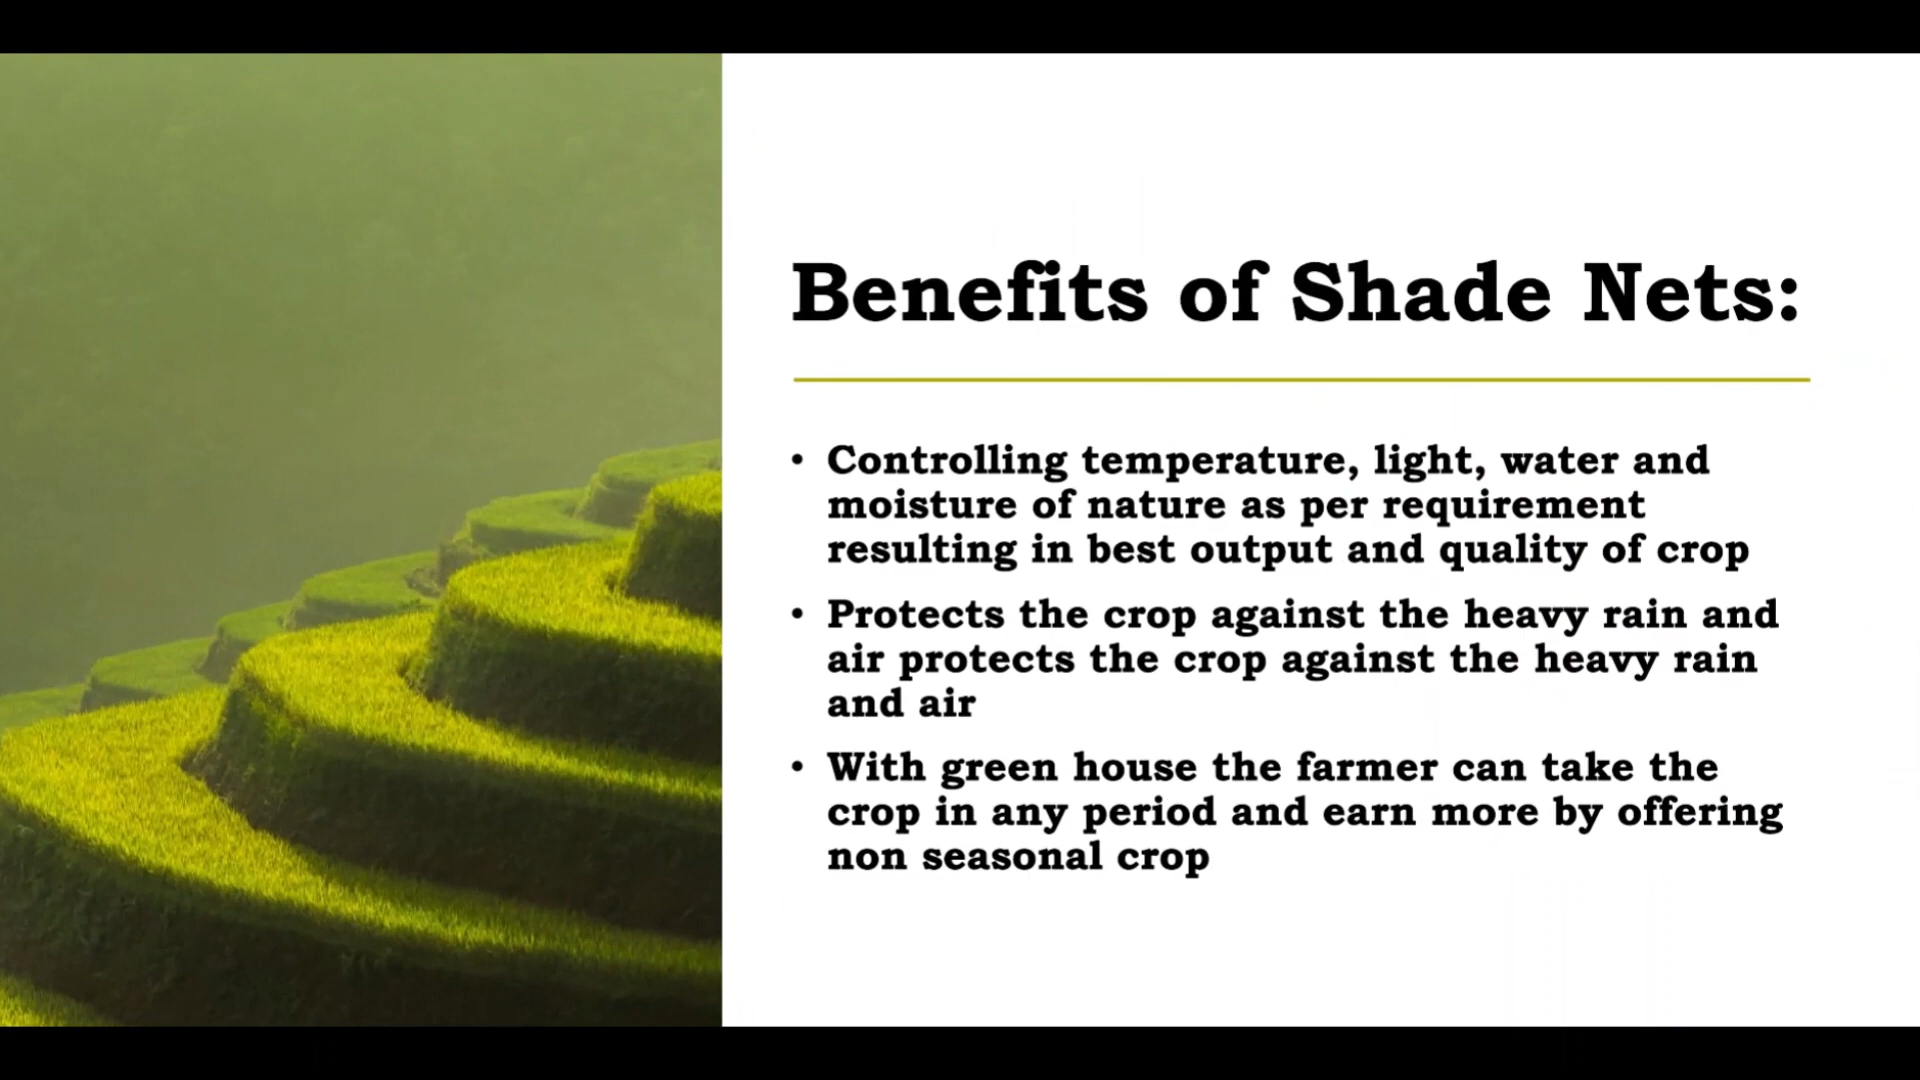 Benefits of Shade Nets:
• Controlling temperature, light, water and
moisture of nature as per requirement
resulting in best output and quality of crop
• Protects the crop against the heavy rain and
air protects the crop against the heavy rain
and air
• With green house the farmer can take the
crop in any period and earn more by offering
non seasonal crop